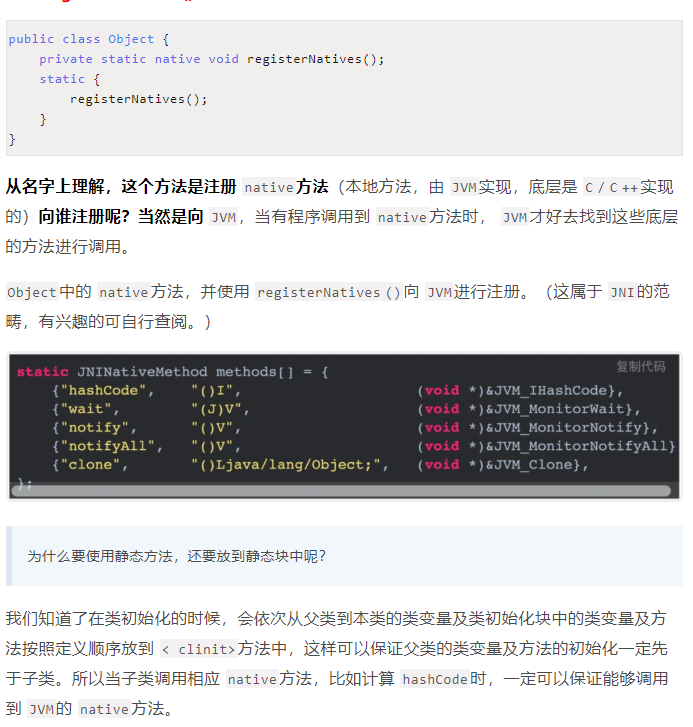 public class Object {
    private static native void registerNatives();
    static {
        registerNatives();
    }
}
从名字上理解，这个方法是注册 native方法（本地方法，由 JVM实现，底层是 C / C ++实现
的）向谁注册呢？当然是向 JVM，当有程序调用到 native方法时， JVM才好去找到这些底层
的方法进行调用。
Object中的 native方法，并使用 registerNatives ()向 JVM进行注册。（这属于 JNI的范
畴，有兴趣的可自行查阅。）
复制代码
static JNINativeMethod methods[] = {
    {"hashCode",    "()I",                    (void *)&JVM_IHashCode},
    {"wait",        "(J)V",                   (void *)&JVM_MonitorWait},
    {"notify",      "()V",                    (void *)&JVM_MonitorNotify},
    {"notifyAll",   "()V",                    (void *)&JVM_MonitorNotifyAll}
    {"clone",       "()Ljava/lang/Object;",   (void *)&JVM_Clone},
};
为什么要使用静态方法，还要放到静态块中呢？
我们知道了在类初始化的时候，会依次从父类到本类的类变量及类初始化块中的类变量及方
法按照定义顺序放到 < clinit>方法中，这样可以保证父类的类变量及方法的初始化一定先
于子类。所以当子类调用相应 native方法，比如计算 hashCode时，一定可以保证能够调用
到 JVM的 native方法。